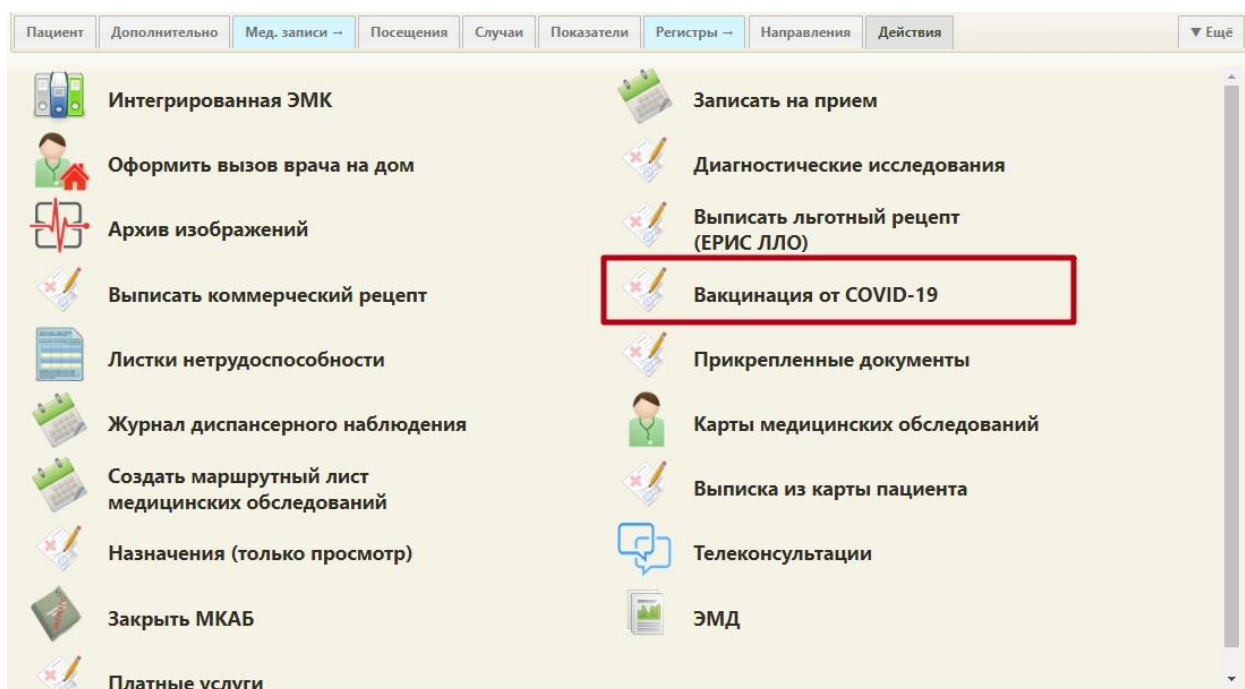 Пациент Дополнительно Мед. записи → Посещения Случаи Показатели Регистры → Направления Действия ▼ Ещё
Интегрированная ЭМК
Записать на прием
Оформить вызов врача на дом
Диагностические исследования
Архив изображений
Выписать льготный рецепт
(ЕРИС ЛЛО)
Выписать коммерческий рецепт
Вакцинация от COVID-19
Листки нетрудоспособности
Прикрепленные документы
Журнал диспансерного наблюдения
Карты медицинских обследований
Создать маршрутный лист
медицинских обследований
Выписка из карты пациента
Назначения (только просмотр)
Телеконсультации
Закрыть МКАБ
ЭМД
Платные услуги